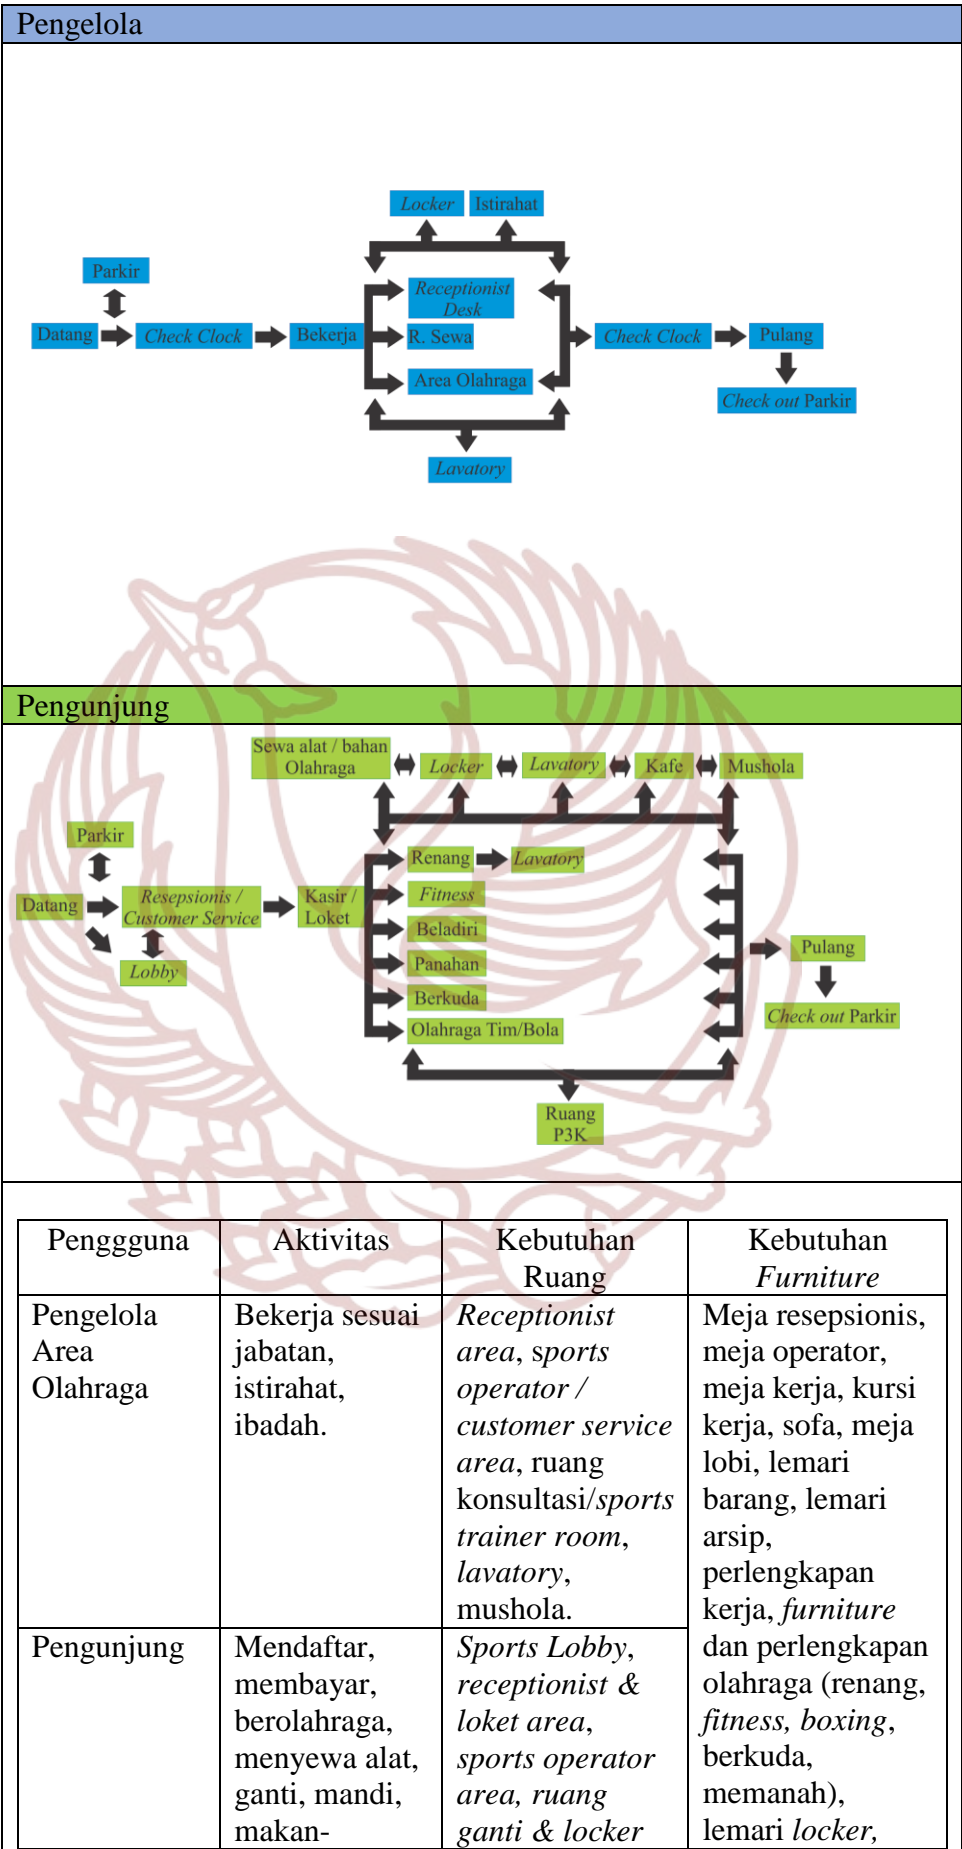 Pengelola
Locker
Istirahat
Parkir
Receptionist
Desk
Datang
Check Clock
Bekerja
R. Sewa
Check Clock
Pulang
Area Olahraga
Check out Parkir
Lavatory
Pengunjung
Sewa alat / bahan
Olahraga
Locker
Lavatory
Kafe
Mushola
Parkir
Renang
Lavatory
Datang
Resepsionis /
Customer Service
Kasir /
Loket
Fitness
Beladiri
Pulang
Lobby
Panahan
Berkuda
Check out Parkir
Olahraga Tim/Bola
Ruang
P3K
Penggguna
Aktivitas
Kebutuhan
Ruang
Kebutuhan
Furniture
Pengelola
Area
Olahraga
Bekerja sesuai
jabatan,
istirahat,
ibadah.
Receptionist
area, sports
operator /
customer service
area, ruang
konsultasi/sports
trainer room,
lavatory,
mushola.
Meja resepsionis,
meja operator,
meja kerja, kursi
kerja, sofa, meja
lobi, lemari
barang, lemari
arsip,
perlengkapan
kerja, furniture
dan perlengkapan
olahraga (renang,
fitness, boxing,
berkuda,
memanah),
lemari locker,
Pengunjung
Mendaftar,
membayar,
berolahraga,
menyewa alat,
ganti, mandi,
makan-
Sports Lobby,
receptionist &
loket area,
sports operator
area, ruang
ganti & locker